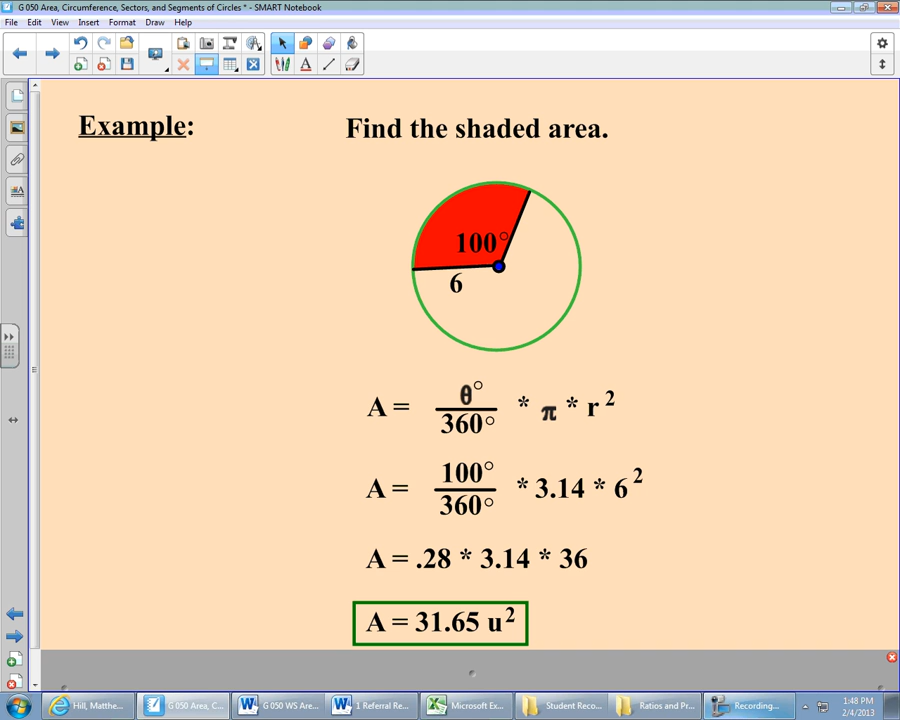 G 050 Area, Circumference, Sectors, and Segments of Circles * - SMART Notebook
File Edit View Insert Format Draw Help
Example: Find the shaded area.
100°
6
A = θ°/360° * π * r²
A = 100°/360° * 3.14 * 6²
A = .28 * 3.14 * 36
A = 31.65 u²
Hill, Matthe... G 050 Area, C... G 050 WS Are... 1 Referral Re... Microsoft Ex... Student Reco... Ratios and Pr... Recording... 1:48 PM
2/4/2013